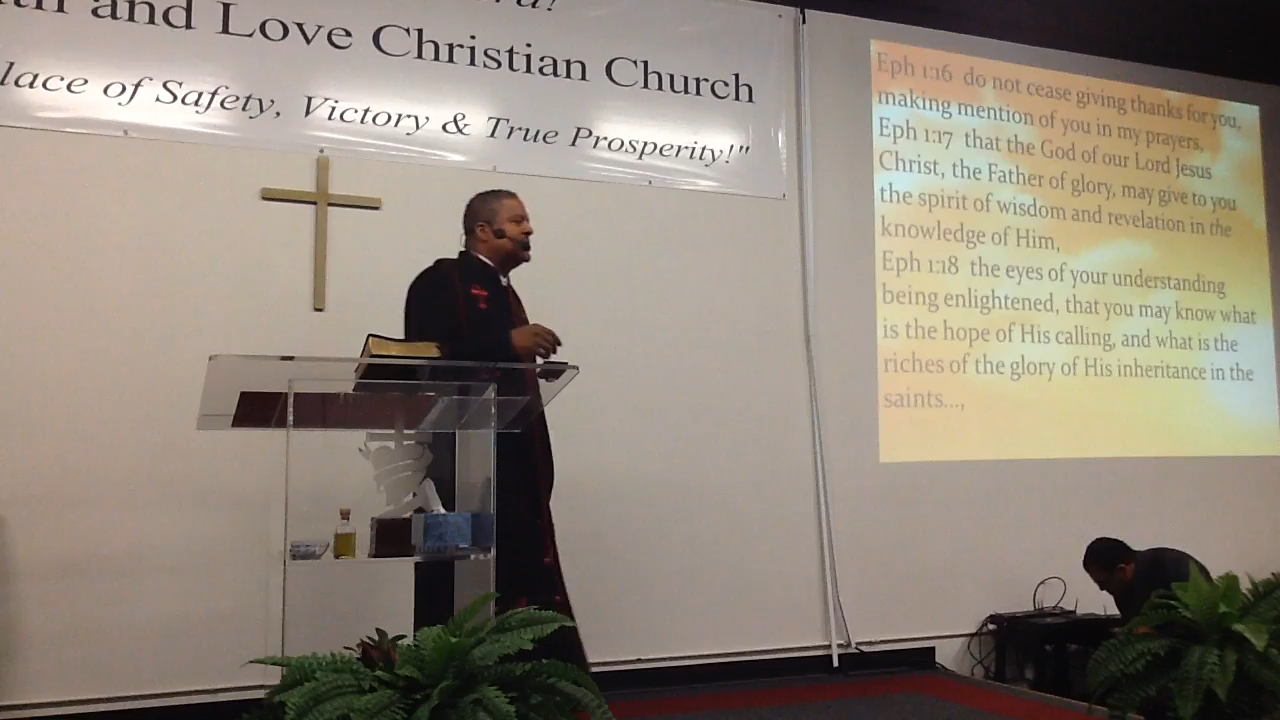 and Love Christian Church
lace of Safety, Victory & True Prosperity!"
Eph 1:16 do not cease giving thanks for you,
making mention of you in my prayers,
Eph 1:17 that the God of our Lord Jesus
Christ, the Father of glory, may give to you
the spirit of wisdom and revelation in the
knowledge of Him,
Eph 1:18 the eyes of your understanding
being enlightened, that you may know what
is the hope of His calling, and what is the
riches of the glory of His inheritance in the
saints...,